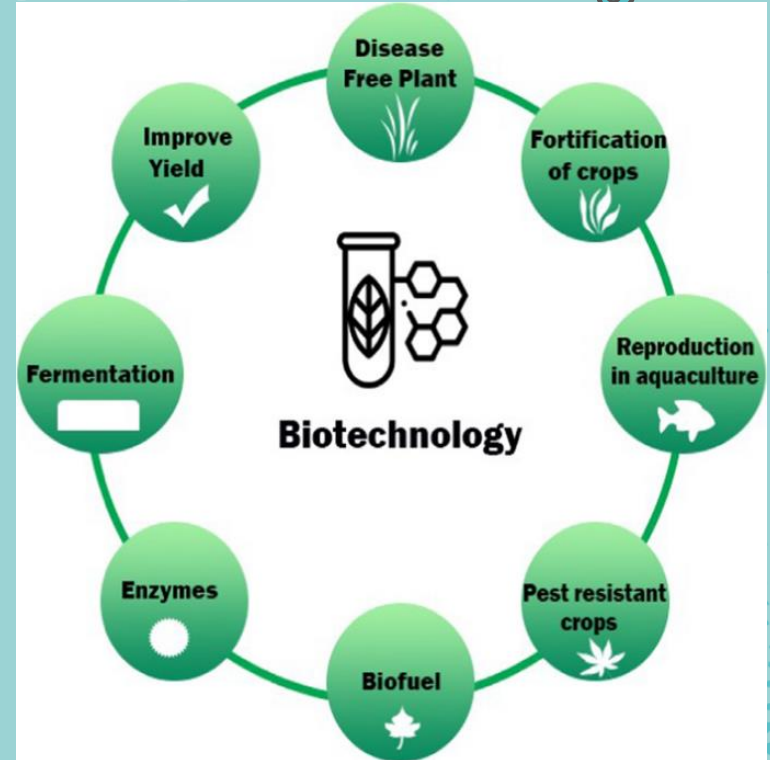 Disease
Free Plant
Fortification
of crops
Reproduction
in aquaculture
Pest resistant
crops
Biofuel
Enzymes
Fermentation
Improve
Yield
Biotechnology